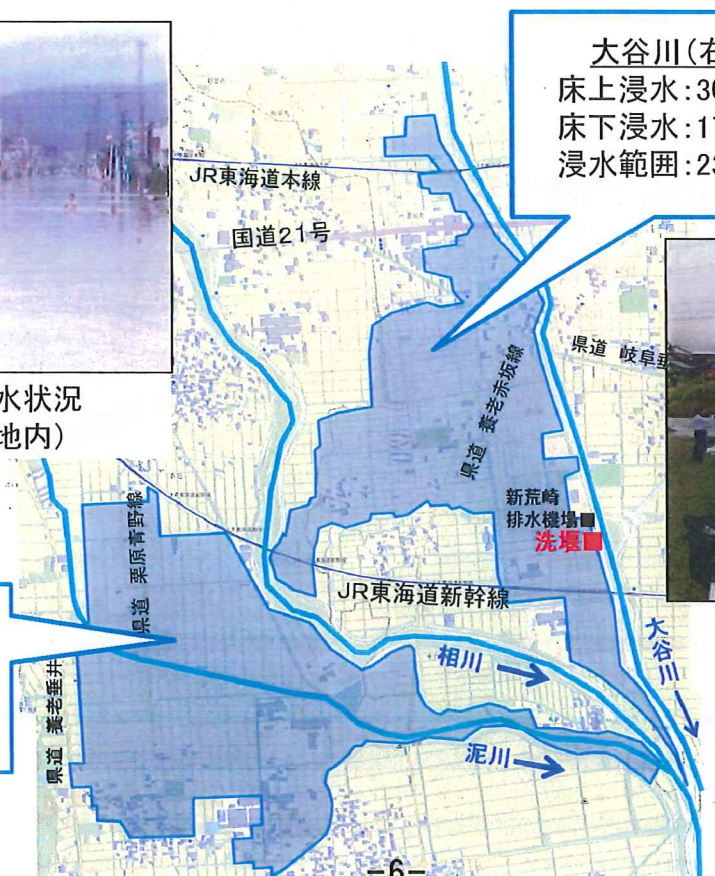 大谷川(右
床上浸水:30
床下浸水:1
浸水範囲:23
JR東海道本線
国道21号
県道 岐阜垂
水状況
地内)
県道 養老赤坂線
新荒崎
排水機場■
洗堰■
県道 栗原青野線
JR東海道新幹線
相川
大谷川
県道 養老垂井
泥川
-6-